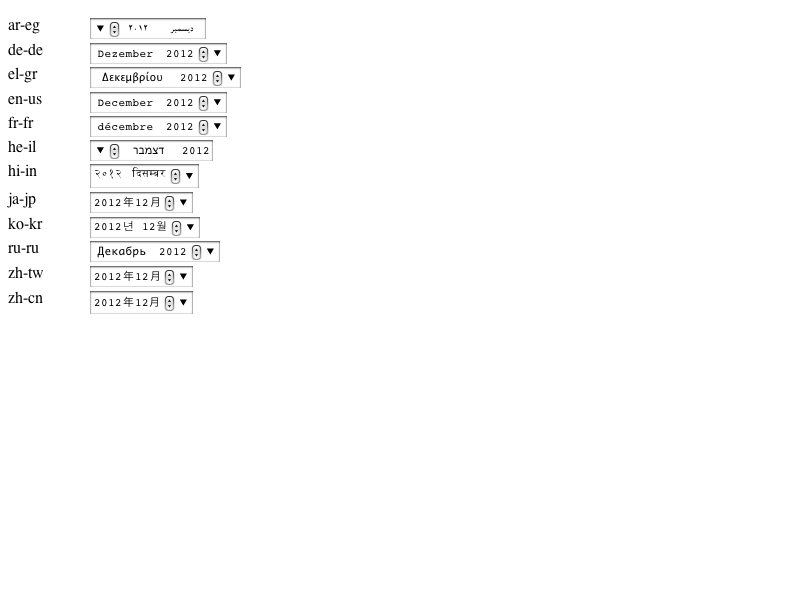 ar-eg ديسمبر ٢٠١٢
de-de Dezember 2012
el-gr Δεκεμβρίου 2012
en-us December 2012
fr-fr décembre 2012
he-il דצמבר 2012
hi-in २०१२ दिसम्बर
ja-jp 2012年12月
ko-kr 2012년 12월
ru-ru Декабрь 2012
zh-tw 2012年12月
zh-cn 2012年12月